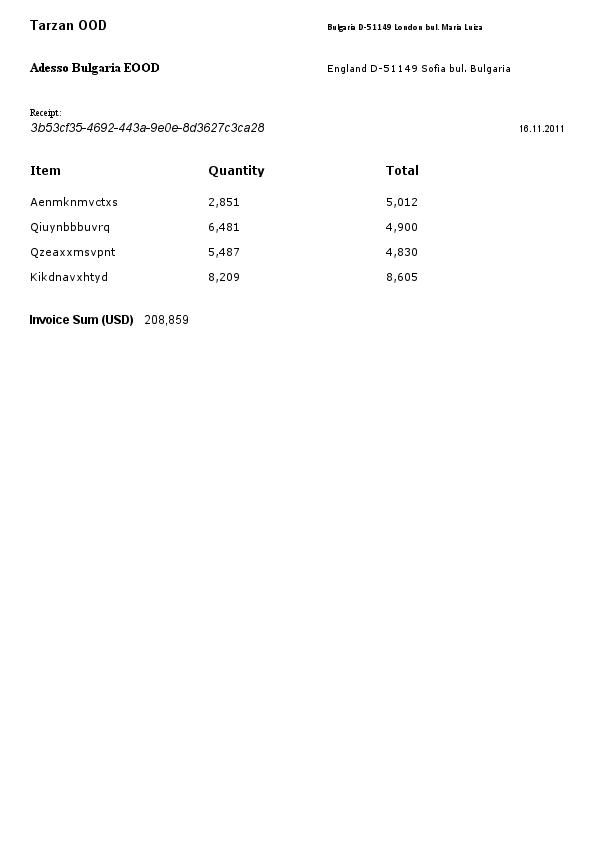 Tarzan OOD Bulgaria D-51149 London bul. Maria Luiza
Adesso Bulgaria EOOD England D-51149 Sofia bul. Bulgaria
Receipt:
3b53cf35-4692-443a-9e0e-8d3627c3ca28 16.11.2011
Item Quantity Total
Aenmknmvctxs 2,851 5,012
Qiuynbbbuvrq 6,481 4,900
Qzeaxxmsvpnt 5,487 4,830
Kikdnavxhtyd 8,209 8,605
Invoice Sum (USD) 208,859